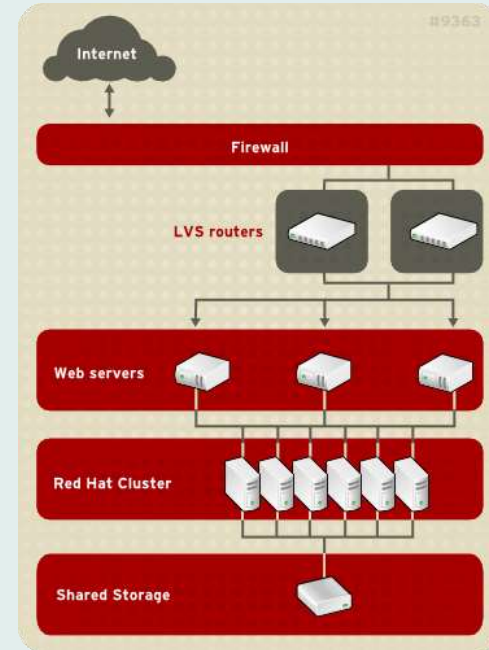 #9363
Internet
Firewall
LVS routers
Web servers
Red Hat Cluster
Shared Storage